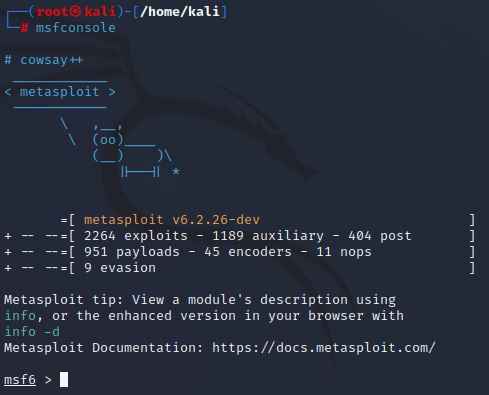 ┌──(root㉿kali)-[/home/kali]
└─# msfconsole
# cowsay++
 ____________
< metasploit >
 ------------
       \   ,__,
        \  (oo)____
           (__)    )\
              ||--|| *
       =[ metasploit v6.2.26-dev                          ]
+ -- --=[ 2264 exploits - 1189 auxiliary - 404 post       ]
+ -- --=[ 951 payloads - 45 encoders - 11 nops            ]
+ -- --=[ 9 evasion                                       ]
Metasploit tip: View a module's description using
info, or the enhanced version in your browser with
info -d
Metasploit Documentation: https://docs.metasploit.com/
msf6 >